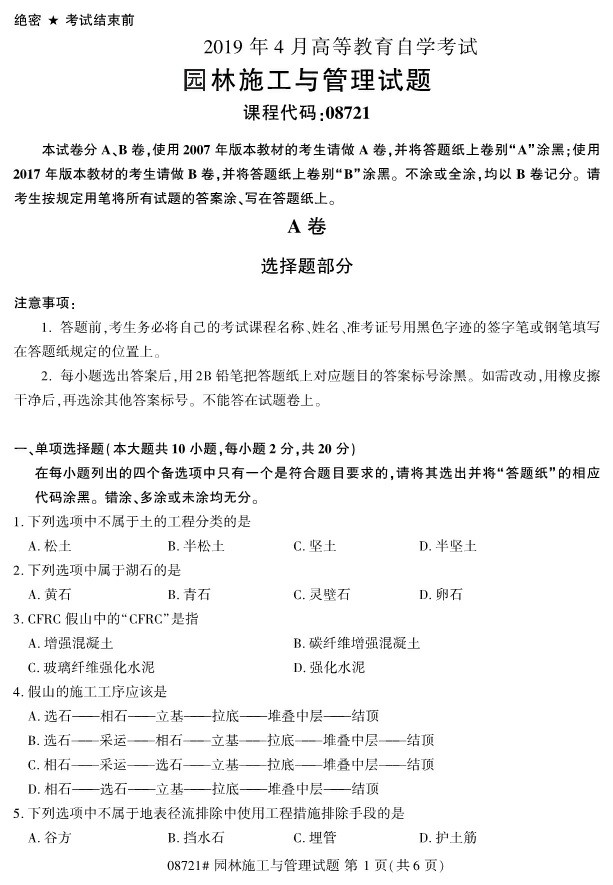 绝密 ★ 考试结束前
2019 年 4 月高等教育自学考试
园林施工与管理试题
课程代码:08721
本试卷分 A、B 卷,使用 2007 年版本教材的考生请做 A 卷,并将答题纸上卷别“A”涂黑;使用
2017 年版本教材的考生请做 B 卷,并将答题纸上卷别“B”涂黑。不涂或全涂,均以 B 卷记分。请
考生按规定用笔将所有试题的答案涂、写在答题纸上。
A 卷
选择题部分
注意事项:
1. 答题前,考生务必将自己的考试课程名称、姓名、准考证号用黑色字迹的签字笔或钢笔填写
在答题纸规定的位置上。
2. 每小题选出答案后,用 2B 铅笔把答题纸上对应题目的答案标号涂黑。如需改动,用橡皮擦
干净后,再选涂其他答案标号。不能答在试题卷上。
一、单项选择题(本大题共 10 小题,每小题 2 分,共 20 分)
在每小题列出的四个备选项中只有一个是符合题目要求的,请将其选出并将“答题纸”的相应
代码涂黑。错涂、多涂或未涂均无分。
1. 下列选项中不属于土的工程分类的是
A. 松土 B. 半松土 C. 坚土 D. 半坚土
2. 下列选项中属于湖石的是
A. 黄石 B. 青石 C. 灵壁石 D. 卵石
3. CFRC 假山中的“CFRC”是指
A. 增强混凝土 B. 碳纤维增强混凝土
C. 玻璃纤维强化水泥 D. 强化水泥
4. 假山的施工工序应该是
A. 选石——相石——立基——拉底——堆叠中层——结顶
B. 选石——采运——相石——立基——拉底——堆叠中层——结顶
C. 相石——采运——选石——立基——拉底——堆叠中层——结顶
D. 相石——选石——立基——拉底——堆叠中层——结顶
5. 下列选项中不属于地表径流排除中使用工程措施排除手段的是
A. 谷方 B. 挡水石 C. 埋管 D. 护土筋
08721# 园林施工与管理试题 第 1 页(共 6 页)